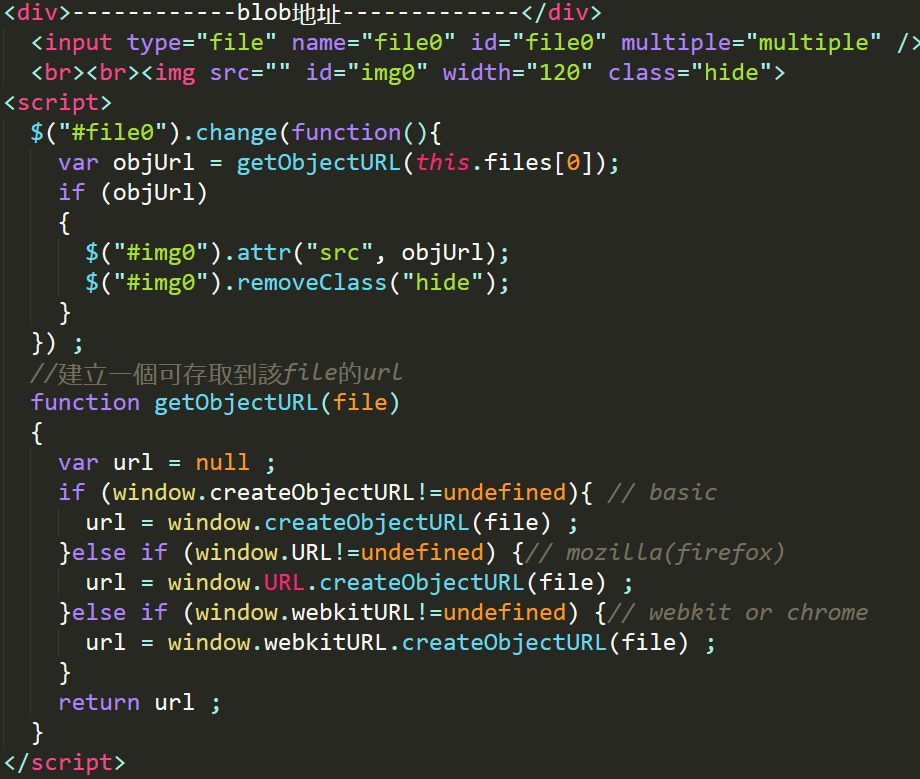 <div>------------blob地址-------------</div>
<input type="file" name="file0" id="file0" multiple="multiple" />
<br><br><img src="" id="img0" width="120" class="hide">
<script>
$("#file0").change(function(){
var objUrl = getObjectURL(this.files[0]);
if (objUrl)
{
$("#img0").attr("src", objUrl);
$("#img0").removeClass("hide");
}
}) ;
//建立一個可存取到該file的url
function getObjectURL(file)
{
var url = null ;
if (window.createObjectURL!=undefined){ // basic
url = window.createObjectURL(file) ;
}else if (window.URL!=undefined) {// mozilla(firefox)
url = window.URL.createObjectURL(file) ;
}else if (window.webkitURL!=undefined) {// webkit or chrome
url = window.webkitURL.createObjectURL(file) ;
}
return url ;
}
</script>